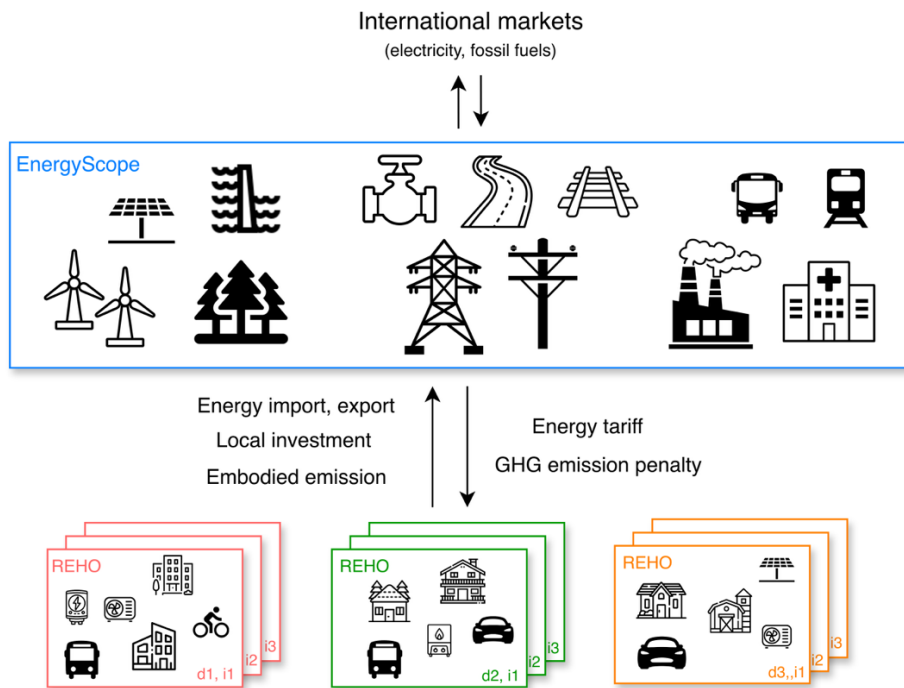 International markets
(electricity, fossil fuels)
EnergyScope
Energy import, export
Local investment
Embodied emission
Energy tariff
GHG emission penalty
REHO
d1, i1
i2
i3
REHO
d2, i1
i2
i3
REHO
d3,,i1
i2
i3